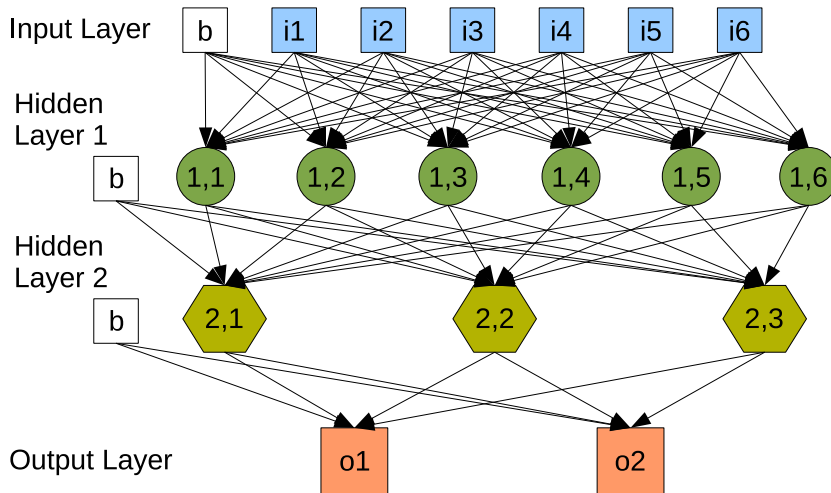 Input Layer b i1 i2 i3 i4 i5 i6
Hidden
Layer 1
b 1,1 1,2 1,3 1,4 1,5 1,6
Hidden
Layer 2
b 2,1 2,2 2,3
Output Layer o1 o2